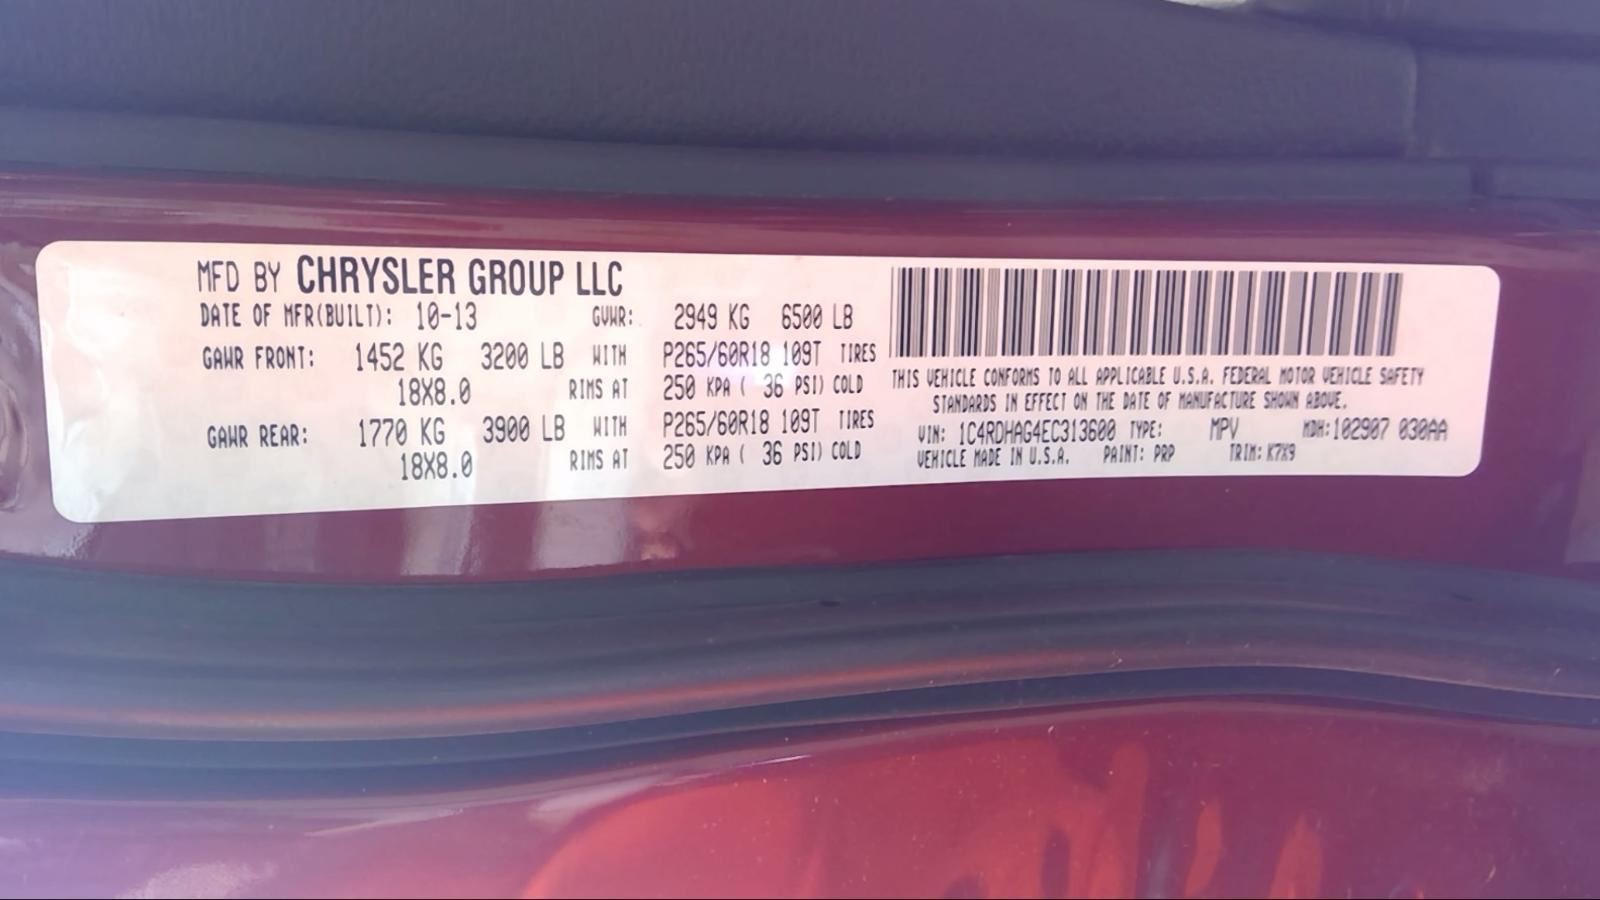 MFD BY CHRYSLER GROUP LLC
DATE OF MFR(BUILT): 10-13 GVWR: 2949 KG 6500 LB
GAWR FRONT: 1452 KG 3200 LB WITH P265/60R18 109T TIRES
18X8.0 RIMS AT 250 KPA ( 36 PSI) COLD
GAWR REAR: 1770 KG 3900 LB WITH P265/60R18 109T TIRES
18X8.0 RIMS AT 250 KPA ( 36 PSI) COLD
THIS VEHICLE CONFORMS TO ALL APPLICABLE U.S.A. FEDERAL MOTOR VEHICLE SAFETY
STANDARDS IN EFFECT ON THE DATE OF MANUFACTURE SHOWN ABOVE.
VIN: 1C4RDHAG4EC313600 TYPE: MPV MDH:102907 030AA
VEHICLE MADE IN U.S.A. PAINT: PRP TRIM: K7X9